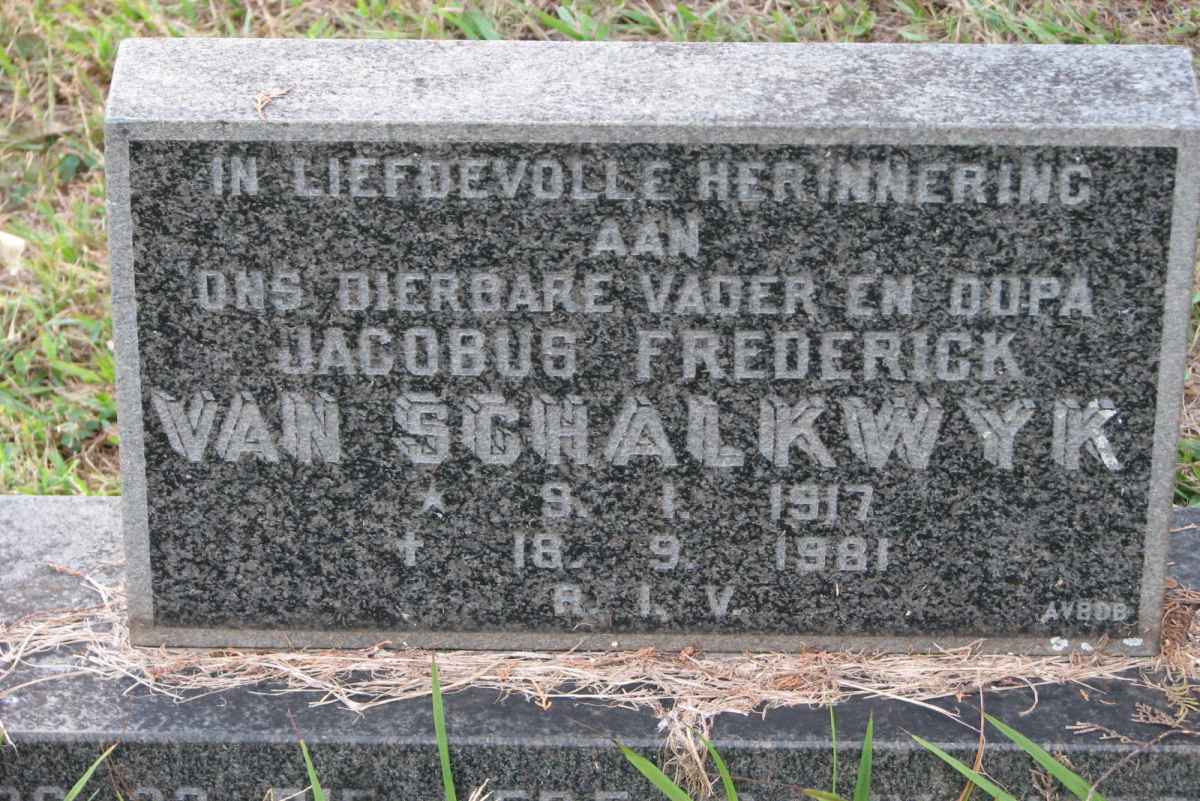 IN LIEFDEVOLLE HERINNERING
AAN
ONS DIERBARE VADER EN OUPA
JACOBUS FREDERICK
VAN SCHALKWYK
★ 9. 1. 1917
† 18. 9. 1981
R. I. V.
AVBOB